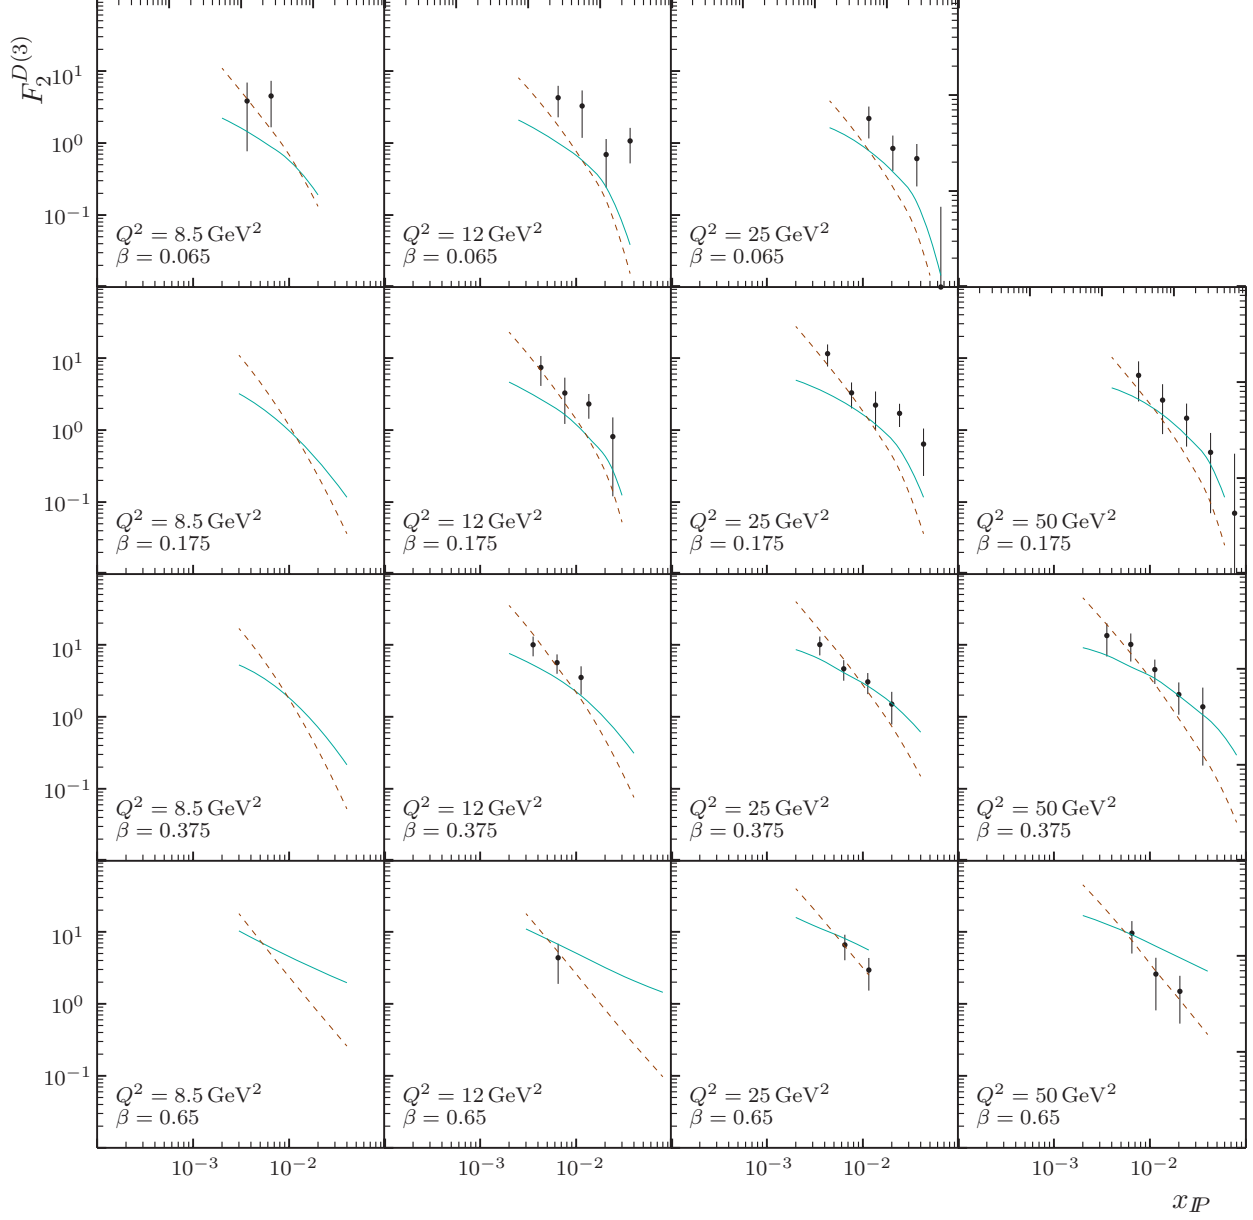 F_2^{D(3)}
10^1
10^0
10^{-1}
Q^2 = 8.5 GeV^2
β = 0.065
Q^2 = 12 GeV^2
β = 0.065
Q^2 = 25 GeV^2
β = 0.065
10^1
10^0
10^{-1}
Q^2 = 8.5 GeV^2
β = 0.175
Q^2 = 12 GeV^2
β = 0.175
Q^2 = 25 GeV^2
β = 0.175
Q^2 = 50 GeV^2
β = 0.175
10^1
10^0
10^{-1}
Q^2 = 8.5 GeV^2
β = 0.375
Q^2 = 12 GeV^2
β = 0.375
Q^2 = 25 GeV^2
β = 0.375
Q^2 = 50 GeV^2
β = 0.375
10^1
10^0
10^{-1}
Q^2 = 8.5 GeV^2
β = 0.65
Q^2 = 12 GeV^2
β = 0.65
Q^2 = 25 GeV^2
β = 0.65
Q^2 = 50 GeV^2
β = 0.65
10^{-3} 10^{-2} 10^{-3} 10^{-2} 10^{-3} 10^{-2} 10^{-3} 10^{-2}
x_{IP}